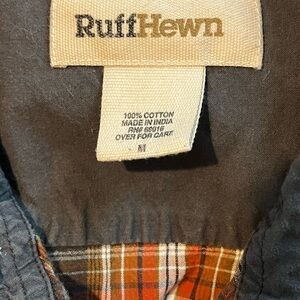 RuffHewn
100% COTTON
MADE IN INDIA
RN# 66016
OVER FOR CARE
M